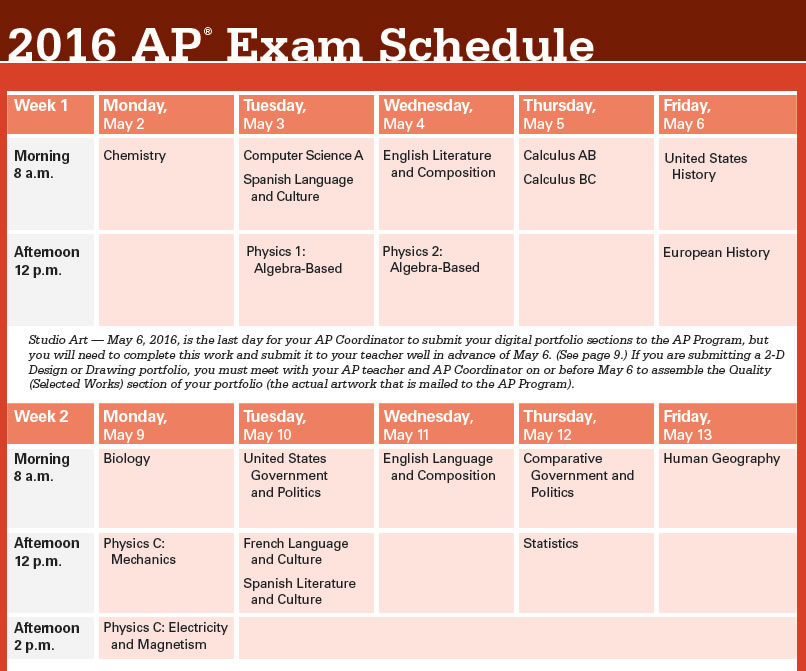 2016 AP® Exam Schedule
Week 1
Monday,
May 2
Tuesday,
May 3
Wednesday,
May 4
Thursday,
May 5
Friday,
May 6
Morning
8 a.m.
Chemistry
Computer Science A
Spanish Language
and Culture
English Literature
and Composition
Calculus AB
Calculus BC
United States
History
Afternoon
12 p.m.
Physics 1:
Algebra-Based
Physics 2:
Algebra-Based
European History
Studio Art — May 6, 2016, is the last day for your AP Coordinator to submit your digital portfolio sections to the AP Program, but
you will need to complete this work and submit it to your teacher well in advance of May 6. (See page 9.) If you are submitting a 2-D
Design or Drawing portfolio, you must meet with your AP teacher and AP Coordinator on or before May 6 to assemble the Quality
(Selected Works) section of your portfolio (the actual artwork that is mailed to the AP Program).
Week 2
Monday,
May 9
Tuesday,
May 10
Wednesday,
May 11
Thursday,
May 12
Friday,
May 13
Morning
8 a.m.
Biology
United States
Government
and Politics
English Language
and Composition
Comparative
Government and
Politics
Human Geography
Afternoon
12 p.m.
Physics C:
Mechanics
French Language
and Culture
Spanish Literature
and Culture
Statistics
Afternoon
2 p.m.
Physics C: Electricity
and Magnetism